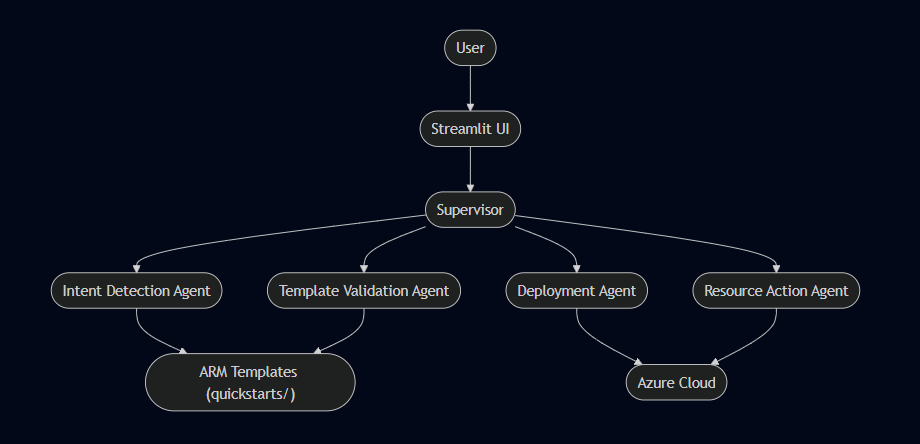 User
Streamlit UI
Supervisor
Intent Detection Agent
Template Validation Agent
Deployment Agent
Resource Action Agent
ARM Templates
(quickstarts/)
Azure Cloud